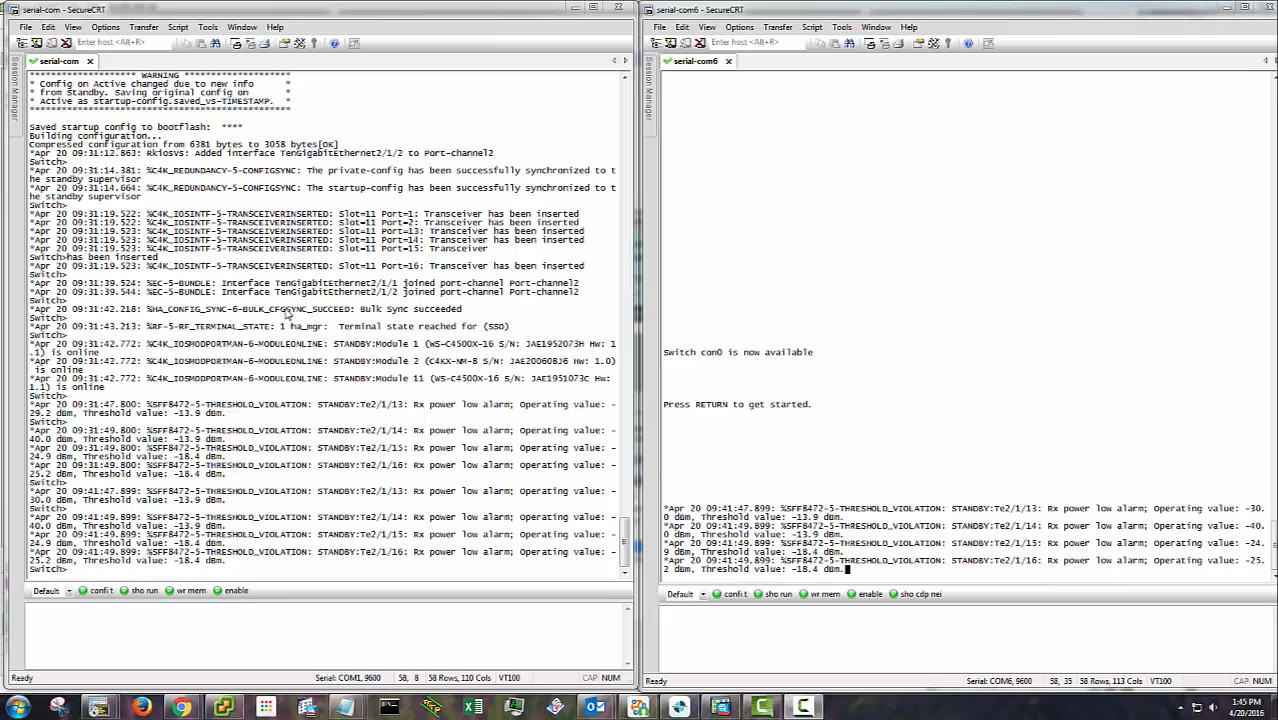 serial-com - SecureCRT
File Edit View Options Transfer Script Tools Window Help
Enter host <Alt+R>
serial-com
Session Manager
******************** WARNING ********************
* Config on Active changed due to new info *
* from Standby. Saving original config on *
* Active as startup-config.saved_vs-TIMESTAMP. *
Saved startup config to bootflash: ****
Building configuration...
Compressed configuration from 6381 bytes to 3058 bytes[OK]
*Apr 20 09:31:12.863: RkiosVs: Added interface TenGigabitEthernet2/1/2 to Port-channel2
Switch>
*Apr 20 09:31:14.381: %C4K_REDUNDANCY-5-CONFIGSYNC: The private-config has been successfully synchronized to t
he standby supervisor
*Apr 20 09:31:14.664: %C4K_REDUNDANCY-5-CONFIGSYNC: The startup-config has been successfully synchronized to t
he standby supervisor
Switch>
*Apr 20 09:31:19.522: %C4K_IOSINTF-5-TRANSCEIVERINSERTED: Slot=11 Port=1: Transceiver has been inserted
*Apr 20 09:31:19.522: %C4K_IOSINTF-5-TRANSCEIVERINSERTED: Slot=11 Port=2: Transceiver has been inserted
*Apr 20 09:31:19.523: %C4K_IOSINTF-5-TRANSCEIVERINSERTED: Slot=11 Port=13: Transceiver has been inserted
*Apr 20 09:31:19.523: %C4K_IOSINTF-5-TRANSCEIVERINSERTED: Slot=11 Port=14: Transceiver has been inserted
*Apr 20 09:31:19.523: %C4K_IOSINTF-5-TRANSCEIVERINSERTED: Slot=11 Port=15: Transceiver
Switch>has been inserted
*Apr 20 09:31:19.523: %C4K_IOSINTF-5-TRANSCEIVERINSERTED: Slot=11 Port=16: Transceiver has been inserted
Switch>
*Apr 20 09:31:39.524: %EC-5-BUNDLE: Interface TenGigabitEthernet2/1/1 joined port-channel Port-channel2
*Apr 20 09:31:39.544: %EC-5-BUNDLE: Interface TenGigabitEthernet2/1/2 joined port-channel Port-channel2
Switch>
*Apr 20 09:31:42.218: %HA_CONFIG_SYNC-6-BULK_CFGSYNC_SUCCEED: Bulk Sync succeeded
Switch>
*Apr 20 09:31:43.213: %RF-5-RF_TERMINAL_STATE: 1 ha_mgr: Terminal state reached for (SSO)
Switch>
*Apr 20 09:31:42.772: %C4K_IOSMODPORTMAN-6-MODULEONLINE: STANDBY:Module 1 (WS-C4500X-16 S/N: JAE1952073H Hw: 1
.1) is online
*Apr 20 09:31:42.772: %C4K_IOSMODPORTMAN-6-MODULEONLINE: STANDBY:Module 2 (C4KX-NM-8 S/N: JAE200608J6 Hw: 1.0)
is online
*Apr 20 09:31:42.772: %C4K_IOSMODPORTMAN-6-MODULEONLINE: STANDBY:Module 11 (WS-C4500X-16 S/N: JAE1951073C Hw:
1.1) is online
Switch>
*Apr 20 09:31:47.800: %SFF8472-5-THRESHOLD_VIOLATION: STANDBY:Te2/1/13: Rx power low alarm; Operating value: -
29.2 dBm, Threshold value: -13.9 dBm.
Switch>
*Apr 20 09:31:49.800: %SFF8472-5-THRESHOLD_VIOLATION: STANDBY:Te2/1/14: Rx power low alarm; Operating value: -
40.0 dBm, Threshold value: -13.9 dBm.
*Apr 20 09:31:49.800: %SFF8472-5-THRESHOLD_VIOLATION: STANDBY:Te2/1/15: Rx power low alarm; Operating value: -
24.9 dBm, Threshold value: -18.4 dBm.
*Apr 20 09:31:49.800: %SFF8472-5-THRESHOLD_VIOLATION: STANDBY:Te2/1/16: Rx power low alarm; Operating value: -
25.2 dBm, Threshold value: -18.4 dBm.
Switch>
*Apr 20 09:41:47.899: %SFF8472-5-THRESHOLD_VIOLATION: STANDBY:Te2/1/13: Rx power low alarm; Operating value: -
30.0 dBm, Threshold value: -13.9 dBm.
Switch>
*Apr 20 09:41:49.899: %SFF8472-5-THRESHOLD_VIOLATION: STANDBY:Te2/1/14: Rx power low alarm; Operating value: -
40.0 dBm, Threshold value: -13.9 dBm.
*Apr 20 09:41:49.899: %SFF8472-5-THRESHOLD_VIOLATION: STANDBY:Te2/1/15: Rx power low alarm; Operating value: -
24.9 dBm, Threshold value: -18.4 dBm.
*Apr 20 09:41:49.899: %SFF8472-5-THRESHOLD_VIOLATION: STANDBY:Te2/1/16: Rx power low alarm; Operating value: -
25.2 dBm, Threshold value: -18.4 dBm.
Switch>
Default confi t sho run wr mem enable
Ready Serial: COM1, 9600 58, 8 58 Rows, 110 Cols VT100 CAP NUM
serial-com6 - SecureCRT
File Edit View Options Transfer Script Tools Window Help
Enter host <Alt+R>
serial-com6
Session Manager
Switch con0 is now available
Press RETURN to get started.
*Apr 20 09:41:47.899: %SFF8472-5-THRESHOLD_VIOLATION: STANDBY:Te2/1/13: Rx power low alarm; Operating value: -30.
0 dBm, Threshold value: -13.9 dBm.
*Apr 20 09:41:49.899: %SFF8472-5-THRESHOLD_VIOLATION: STANDBY:Te2/1/14: Rx power low alarm; Operating value: -40.
0 dBm, Threshold value: -13.9 dBm.
*Apr 20 09:41:49.899: %SFF8472-5-THRESHOLD_VIOLATION: STANDBY:Te2/1/15: Rx power low alarm; Operating value: -24.
9 dBm, Threshold value: -18.4 dBm.
*Apr 20 09:41:49.899: %SFF8472-5-THRESHOLD_VIOLATION: STANDBY:Te2/1/16: Rx power low alarm; Operating value: -25.
2 dBm, Threshold value: -18.4 dBm.
Default confi t sho run wr mem enable sho cdp nei
Ready Serial: COM6, 9600 58, 35 58 Rows, 113 Cols VT100 CAP NUM
1:45 PM
4/20/2016